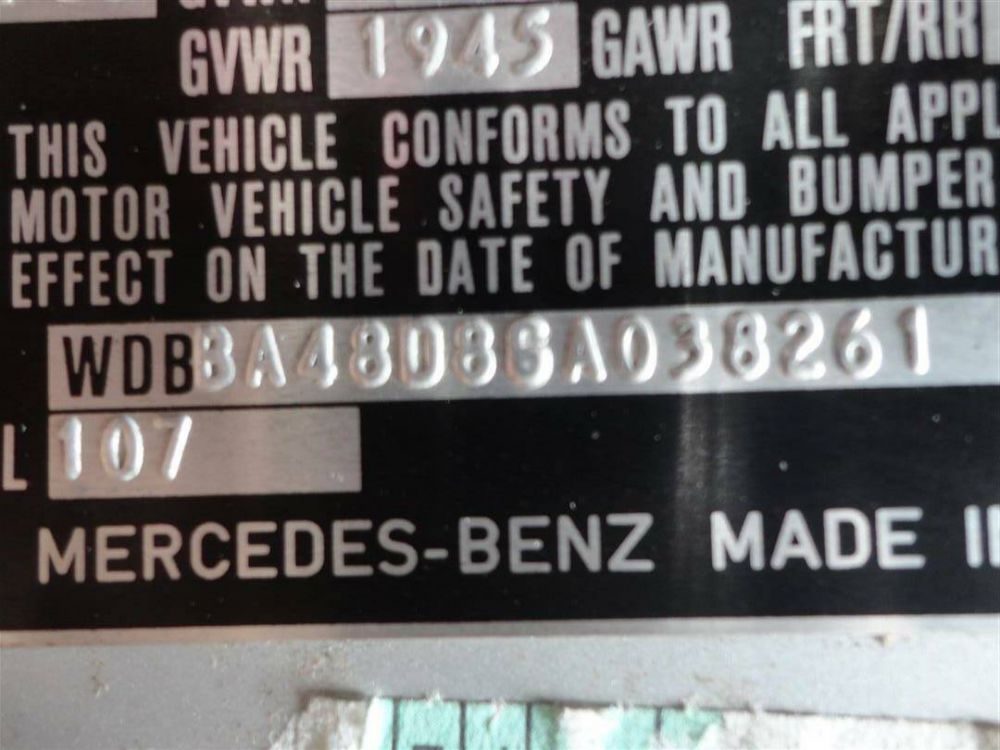 GVWR 1945 GAWR FRT/RR
THIS VEHICLE CONFORMS TO ALL APPL
MOTOR VEHICLE SAFETY AND BUMPER
EFFECT ON THE DATE OF MANUFACTUR
WDBBA48D8GA038261
L 107
MERCEDES-BENZ MADE I